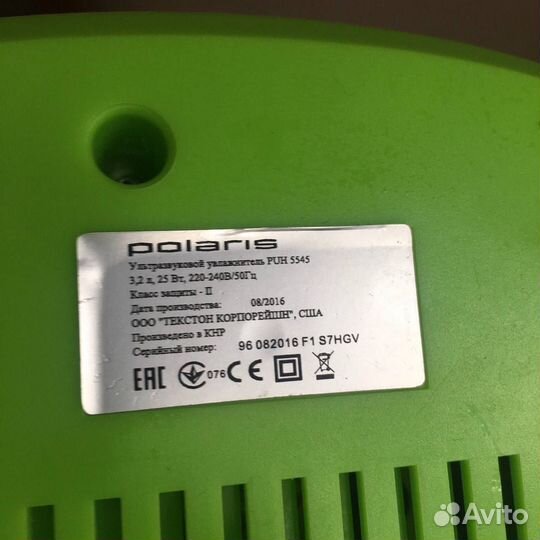 polaris
Ультразвуковой увлажнитель PUH 5545
3,2 л, 25 Вт, 220-240В/50Гц
Класс защиты - II
Дата производства: 08/2016
ООО "ТЕКСТОН КОРПОРЕЙШН", США
Произведено в КНР
Серийный номер: 96 082016 F1 S7HGV
EAC 076 CE
Avito